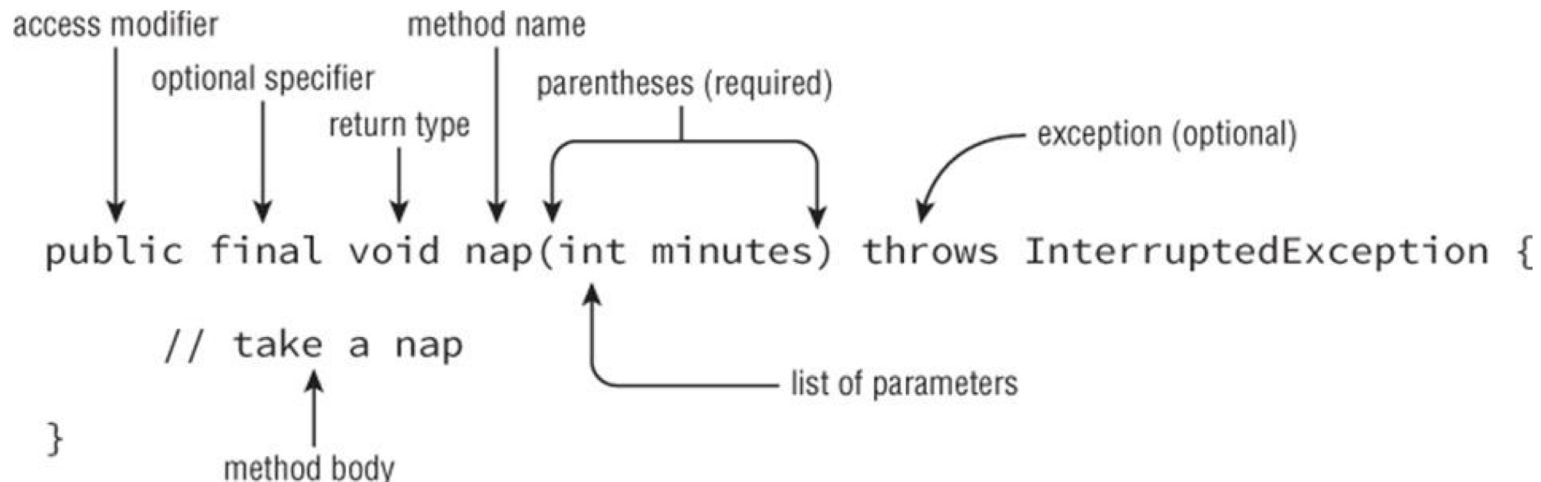 access modifier
method name
optional specifier
parentheses (required)
return type
exception (optional)
public final void nap(int minutes) throws InterruptedException {
// take a nap
list of parameters
}
method body